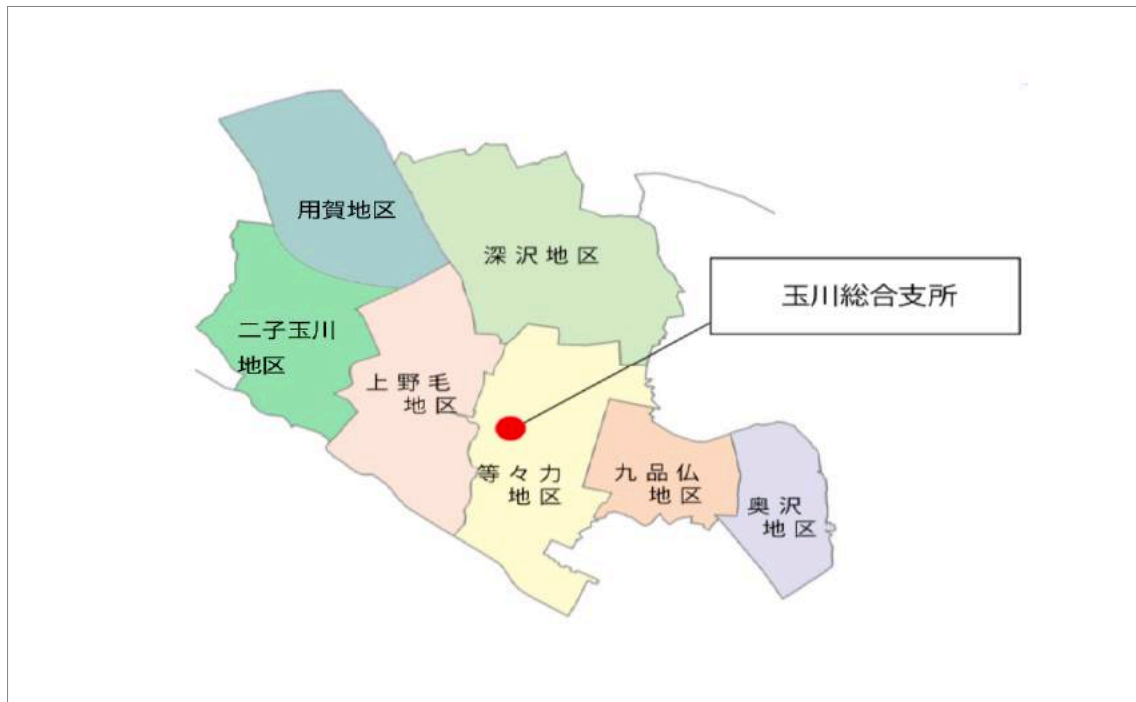 用賀地区
深沢地区
玉川総合支所
二子玉川
地区
上野毛
地区
等々力
地区
九品仏
地区
奥沢
地区